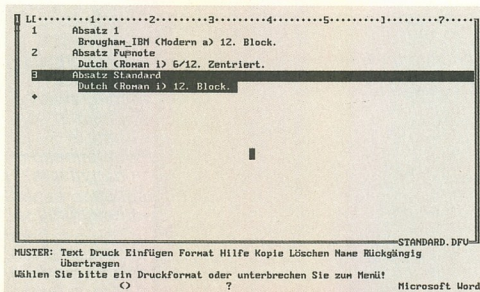 1 L[·········1·········2·········3·········4·········5·········]·········7····
1 Absatz 1
Brougham_IBM (Modern a) 12. Block.
2 Absatz Fupnote
Dutch (Roman i) 6/12. Zentriert.
3 Absatz Standard
Dutch (Roman i) 12. Block.
◆
STANDARD.DFV
MUSTER: Text Druck Einfügen Format Hilfe Kopie Löschen Name Rückgängig
Übertragen
Wählen Sie bitte ein Druckformat oder unterbrechen Sie zum Menü!
<> ? Microsoft Word